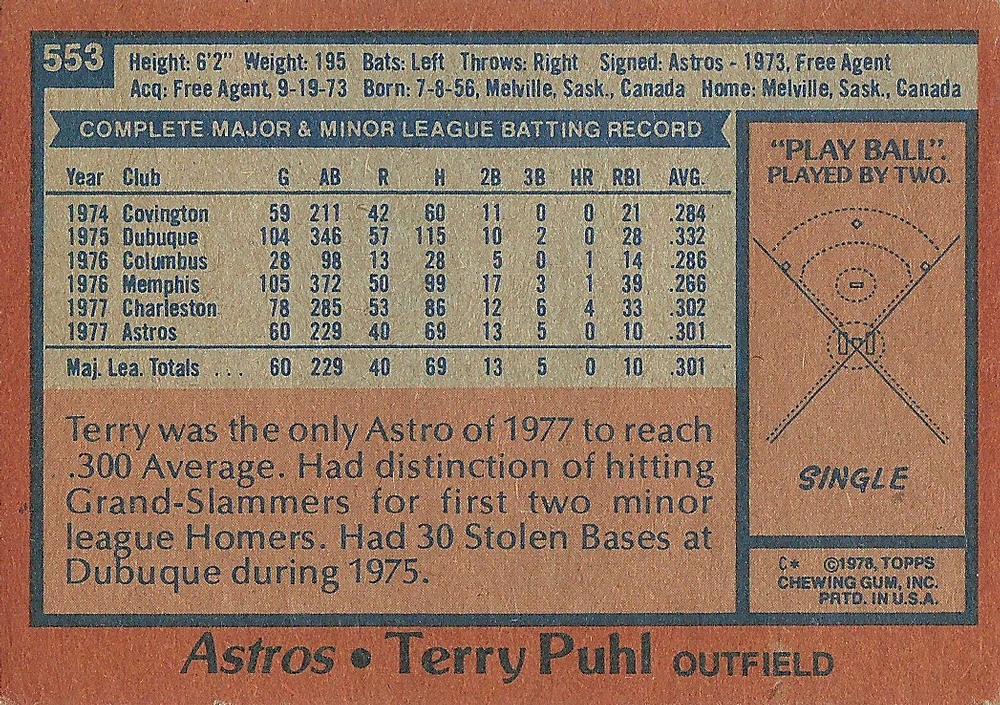 553
Height: 6'2" Weight: 195 Bats: Left Throws: Right Signed: Astros - 1973, Free Agent
Acq: Free Agent, 9-19-73 Born: 7-8-56, Melville, Sask., Canada Home: Melville, Sask., Canada
COMPLETE MAJOR & MINOR LEAGUE BATTING RECORD
Year Club G AB R H 2B 3B HR RBI AVG.
1974 Covington 59 211 42 60 11 0 0 21 .284
1975 Dubuque 104 346 57 115 10 2 0 28 .332
1976 Columbus 28 98 13 28 5 0 1 14 .286
1976 Memphis 105 372 50 99 17 3 1 39 .266
1977 Charleston 78 285 53 86 12 6 4 33 .302
1977 Astros 60 229 40 69 13 5 0 10 .301
Maj. Lea. Totals ... 60 229 40 69 13 5 0 10 .301
Terry was the only Astro of 1977 to reach
.300 Average. Had distinction of hitting
Grand-Slammers for first two minor
league Homers. Had 30 Stolen Bases at
Dubuque during 1975.
"PLAY BALL".
PLAYED BY TWO.
SINGLE
C* ©1978, TOPPS
CHEWING GUM, INC.
PRTD. IN U.S.A.
Astros • Terry Puhl OUTFIELD